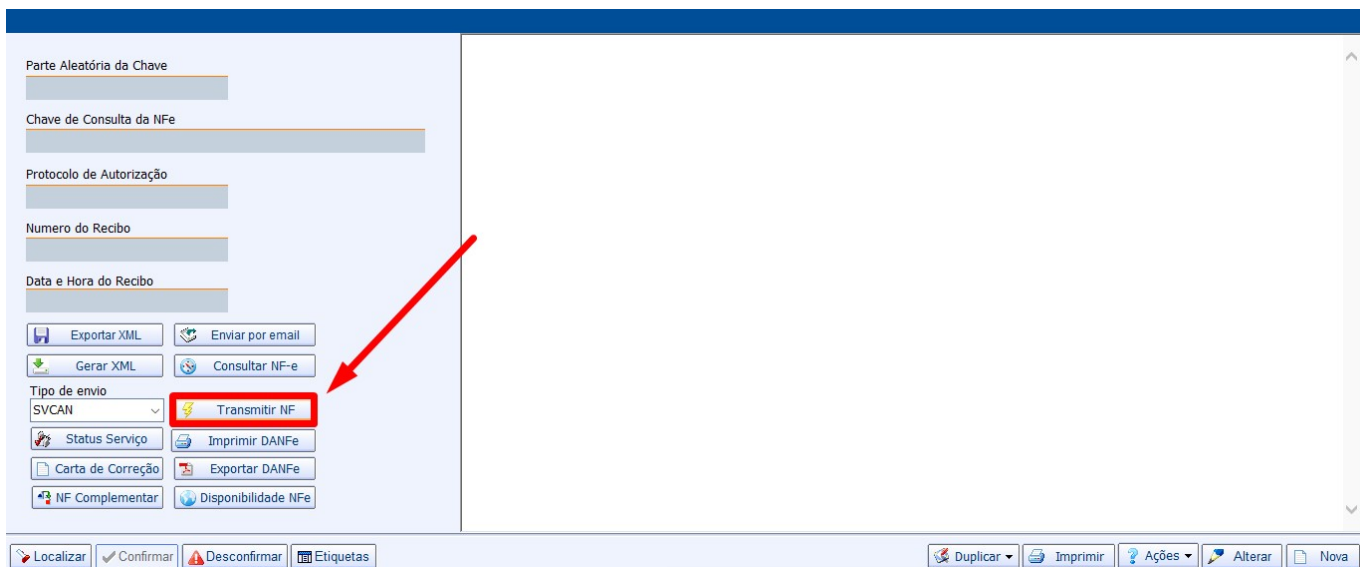 Parte Aleatória da Chave
Chave de Consulta da NFe
Protocolo de Autorização
Numero do Recibo
Data e Hora do Recibo
Exportar XML Enviar por email
Gerar XML Consultar NF-e
Tipo de envio
SVCAN Transmitir NF
Status Serviço Imprimir DANFe
Carta de Correção Exportar DANFe
NF Complementar Disponibilidade NFe
Localizar Confirmar Desconfirmar Etiquetas Duplicar Imprimir Ações Alterar Nova